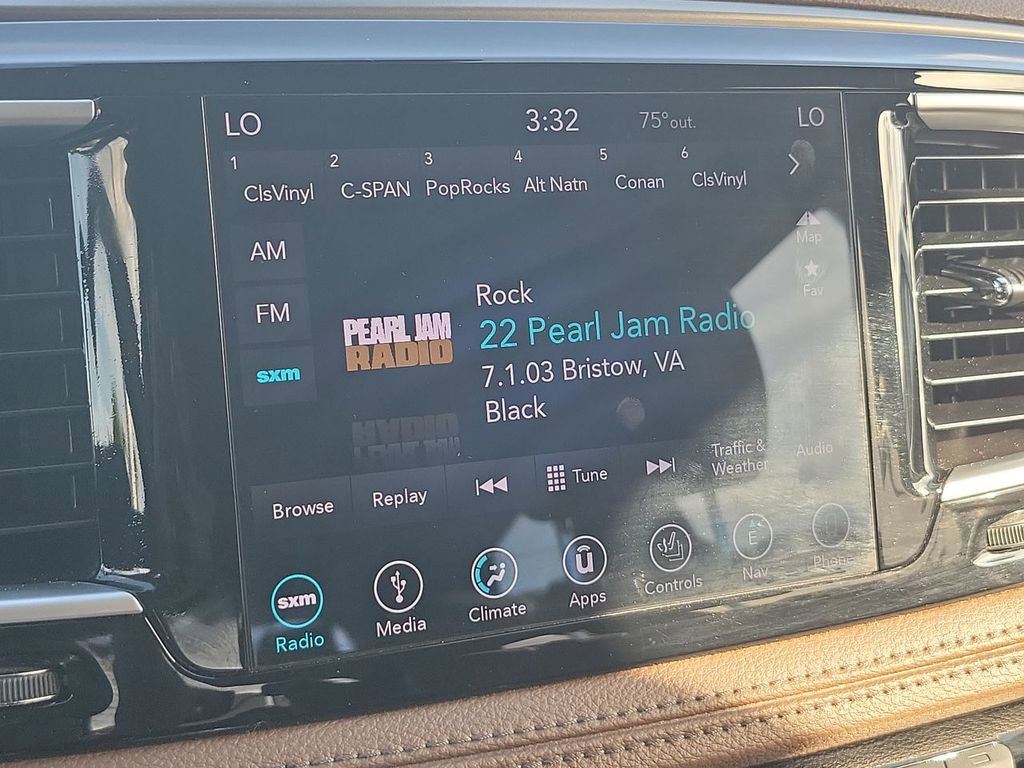 LO 3:32 75° out. LO
1 2 3 4 5 6
ClsVinyl C-SPAN PopRocks Alt Natn Conan ClsVinyl
Map
Fav
AM
FM
sxm
PEARL JAM
RADIO
Rock
22 Pearl Jam Radio
7.1.03 Bristow, VA
Black
Browse Replay Tune Traffic & Weather Audio
sxm u E
Radio Media Climate Apps Controls Nav Phone